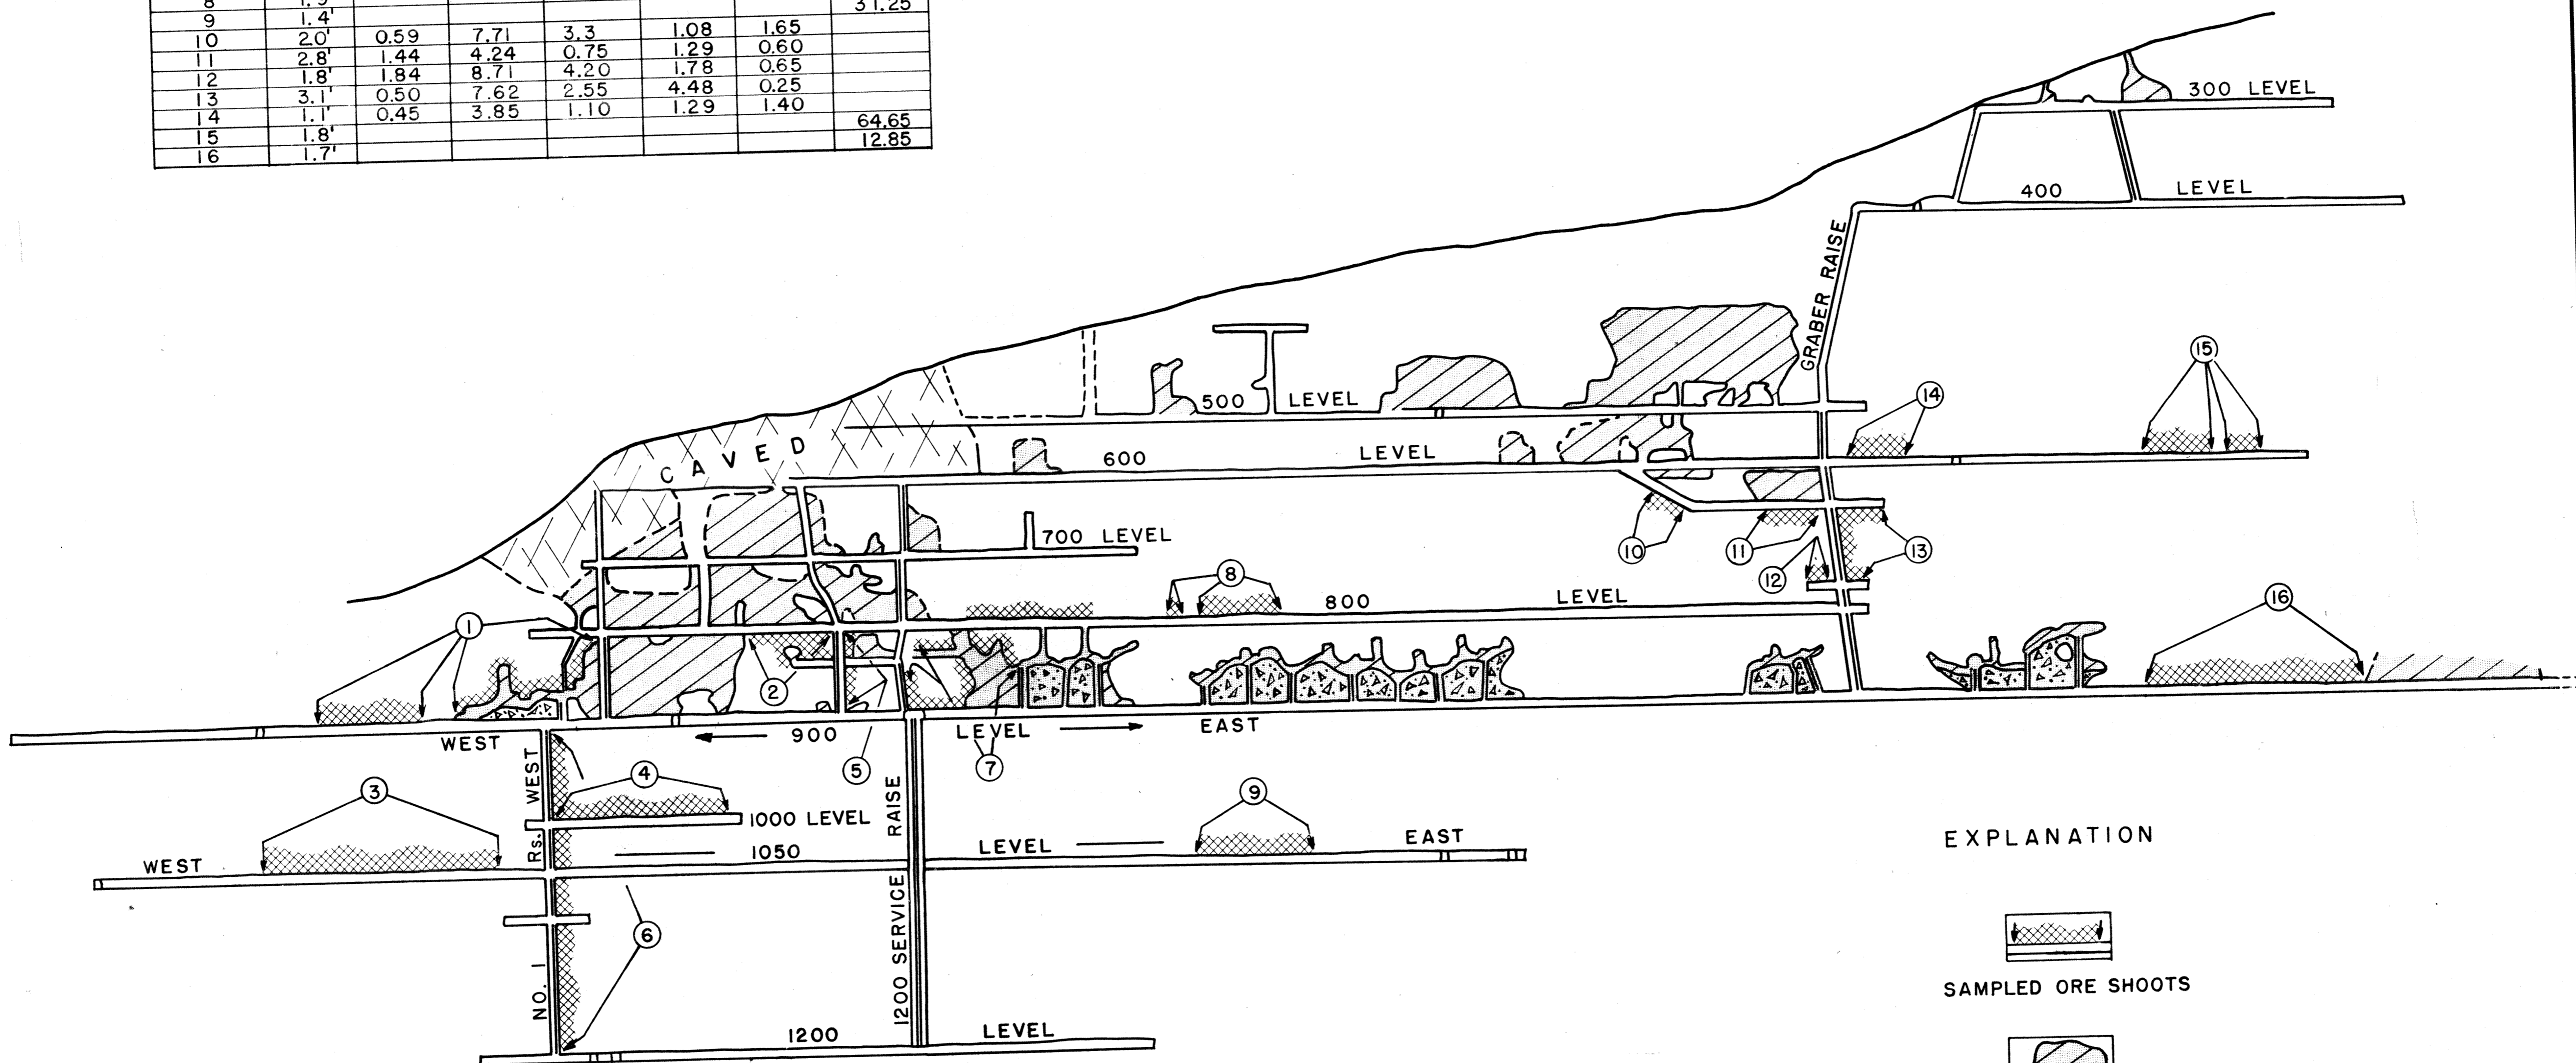 8 1.9' 31.25
9 1.4'
10 2.0' 0.59 7.71 3.3 1.08 1.65
11 2.8' 1.44 4.24 0.75 1.29 0.60
12 1.8' 1.84 8.71 4.20 1.78 0.65
13 3.1' 0.50 7.62 2.55 4.48 0.25
14 1.1' 0.45 3.85 1.10 1.29 1.40
15 1.8' 64.65
16 1.7' 12.85
300 LEVEL
400 LEVEL
GRABER RAISE
15
14
500 LEVEL
CAVED
600 LEVEL
700 LEVEL
10
11
12
13
8
800 LEVEL
16
1
2
WEST 900 LEVEL EAST
5
7
3
4
9
WEST
1000 LEVEL
RAISE
Rs.
WEST 1050 LEVEL EAST
EXPLANATION
6
NO. 1
1200 SERVICE
SAMPLED ORE SHOOTS
1200 LEVEL